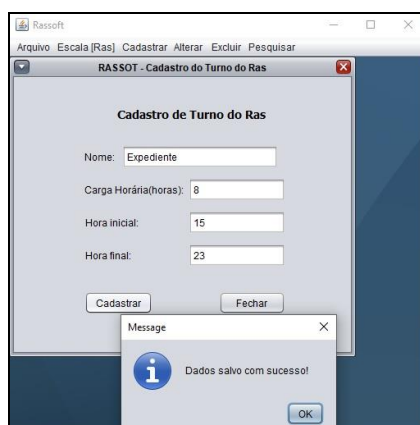 Rassoft
Arquivo Escala [Ras] Cadastrar Alterar Excluir Pesquisar
RASSOT - Cadastro do Turno do Ras
Cadastro de Turno do Ras
Nome: Expediente
Carga Horária(horas): 8
Hora inicial: 15
Hora final: 23
Cadastrar Fechar
Message
Dados salvo com sucesso!
OK